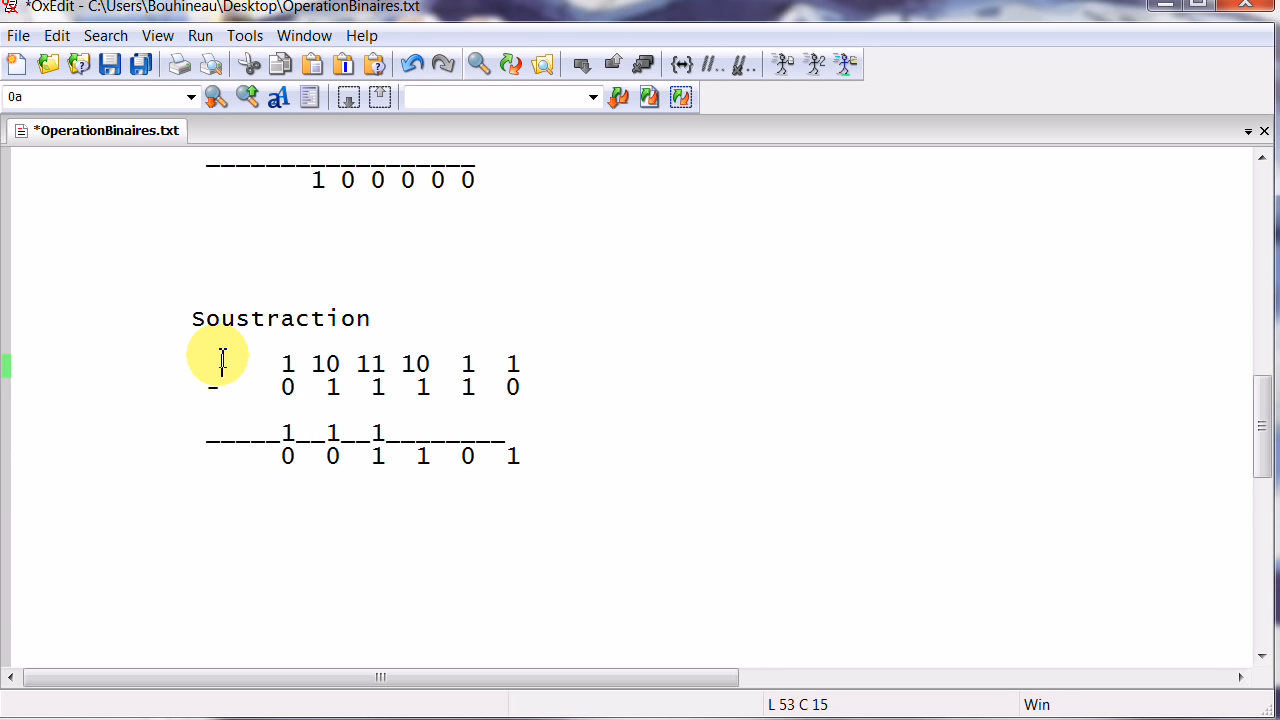 *OxEdit - C:\Users\Bouhineau\Desktop\OperationBinaires.txt
File Edit Search View Run Tools Window Help
0a
*OperationBinaires.txt
________________
1 0 0 0 0 0
Soustraction
1 10 11 10 1 1
- 0 1 1 1 1 0
_____1__1__1________
0 0 1 1 0 1
L 53 C 15 Win